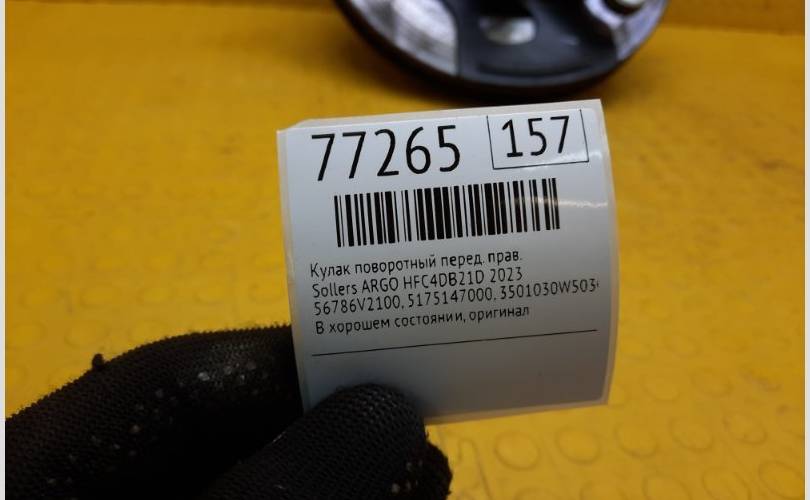 77265 157
Кулак поворотный перед. прав.
Sollers ARGO HFC4DB21D 2023
56786V2100, 5175147000, 3501030W503
В хорошем состоянии, оригинал